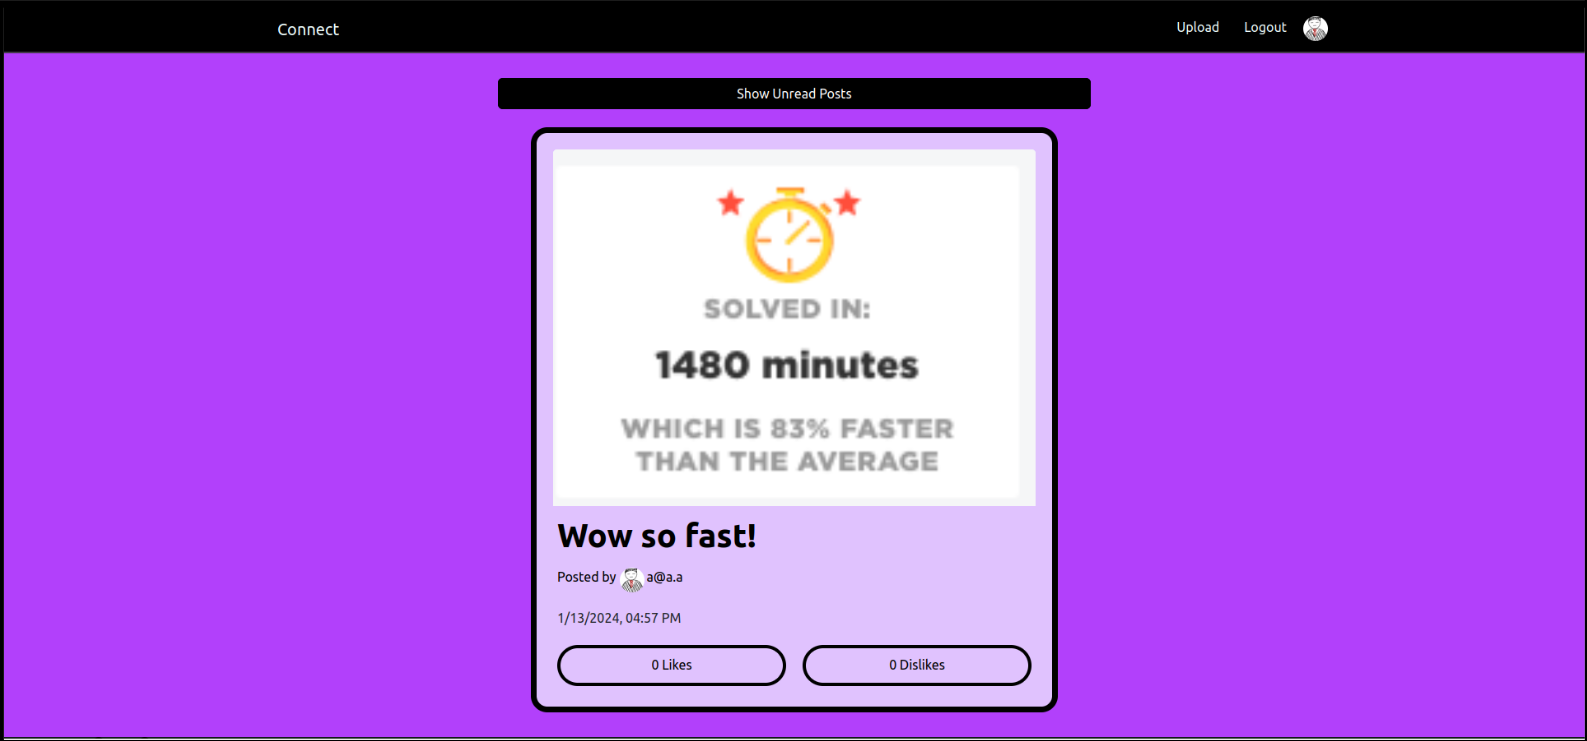 Connect
Upload
Logout
Show Unread Posts
SOLVED IN:
1480 minutes
WHICH IS 83% FASTER
THAN THE AVERAGE
Wow so fast!
Posted by a@a.a
1/13/2024, 04:57 PM
0 Likes
0 Dislikes